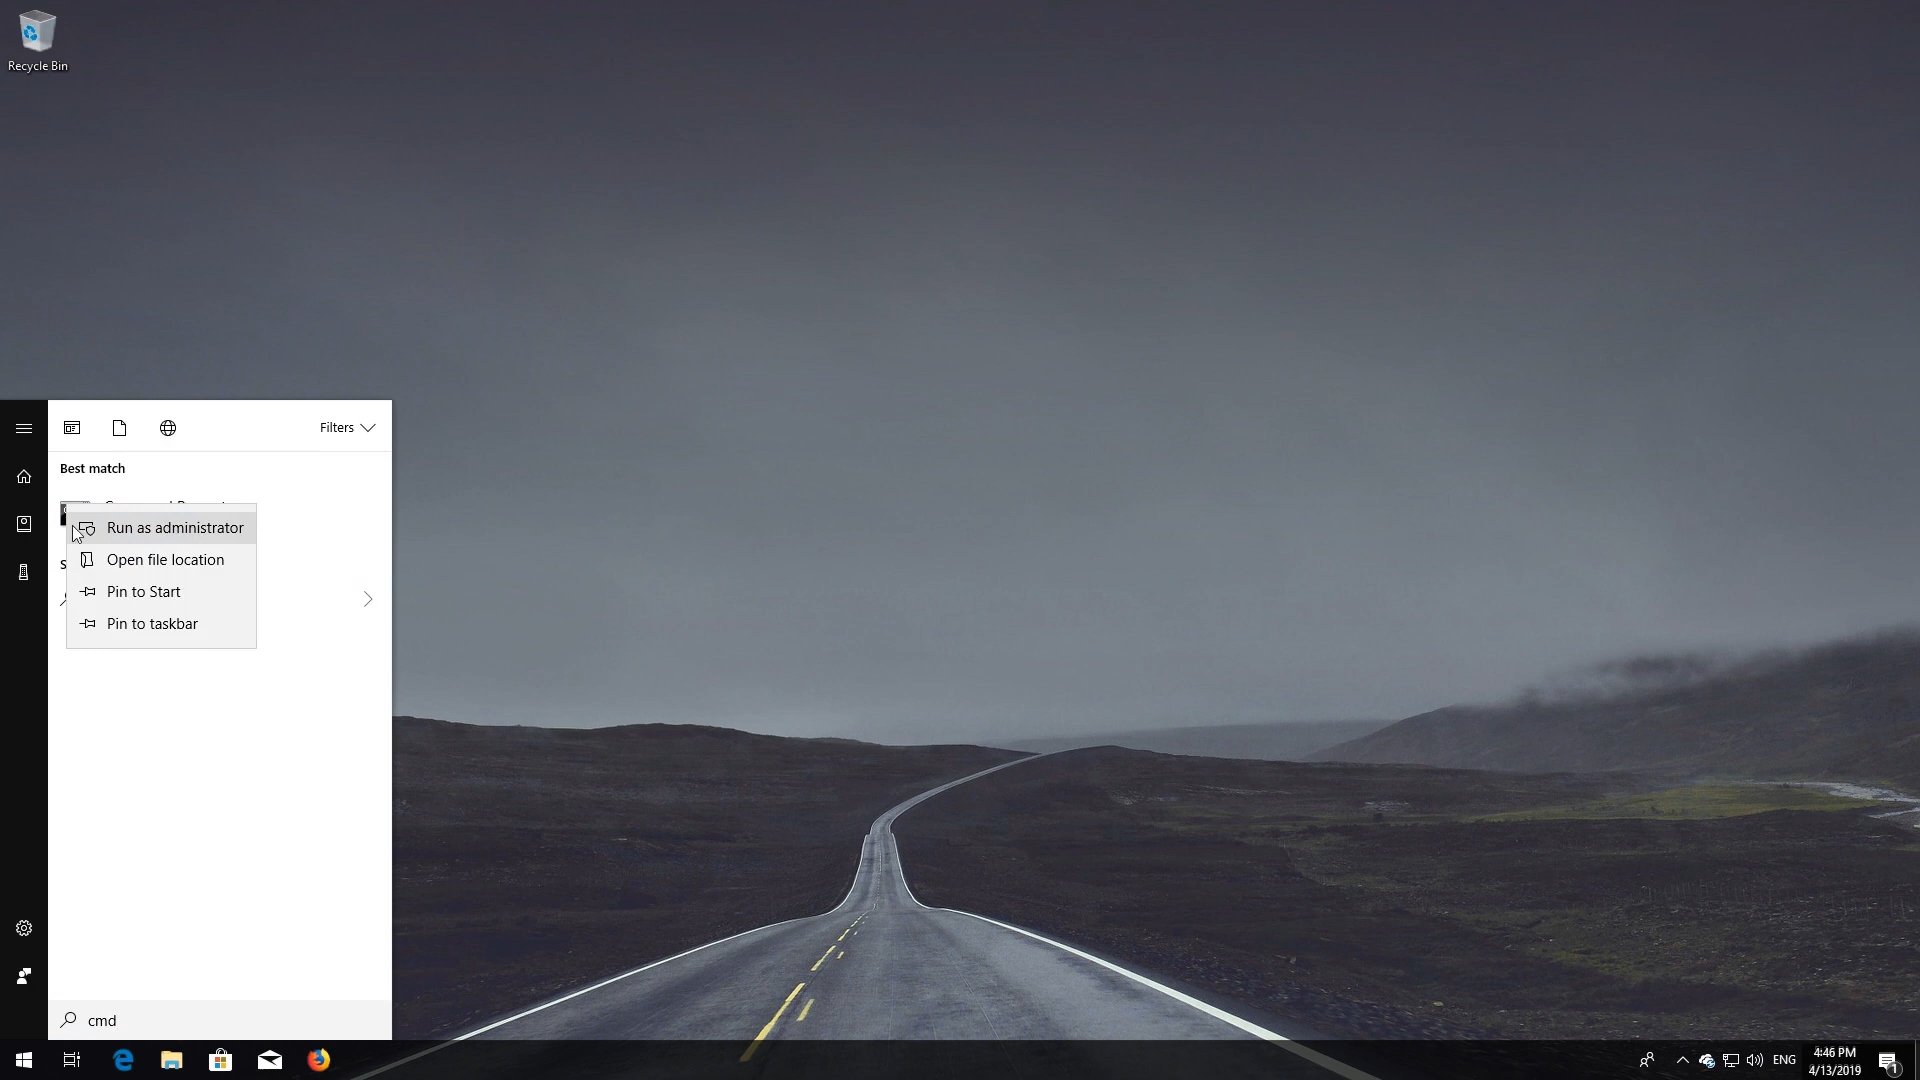 Recycle Bin
Filters
Best match
Run as administrator
Open file location
Pin to Start
Pin to taskbar
cmd
ENG
4:46 PM
4/13/2019
1